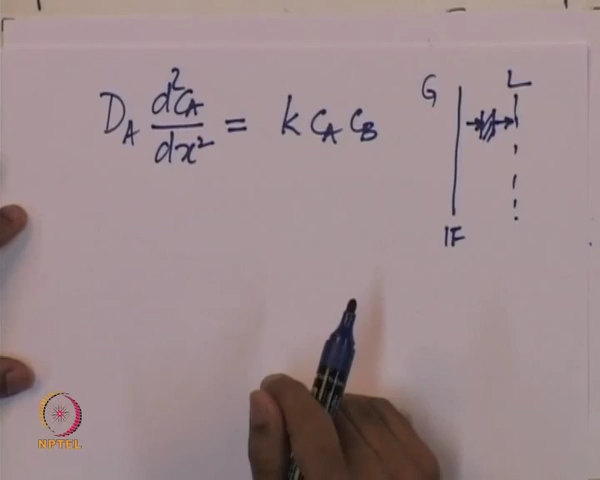 D_A d²C_A/dx² = k C_A C_B
G L
IF
NPTEL